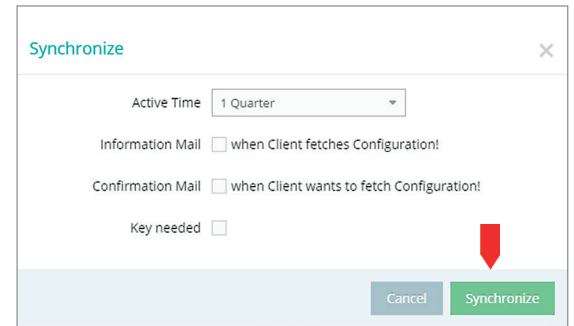 Synchronize
Active Time 1 Quarter
Information Mail when Client fetches Configuration!
Confirmation Mail when Client wants to fetch Configuration!
Key needed
Cancel Synchronize